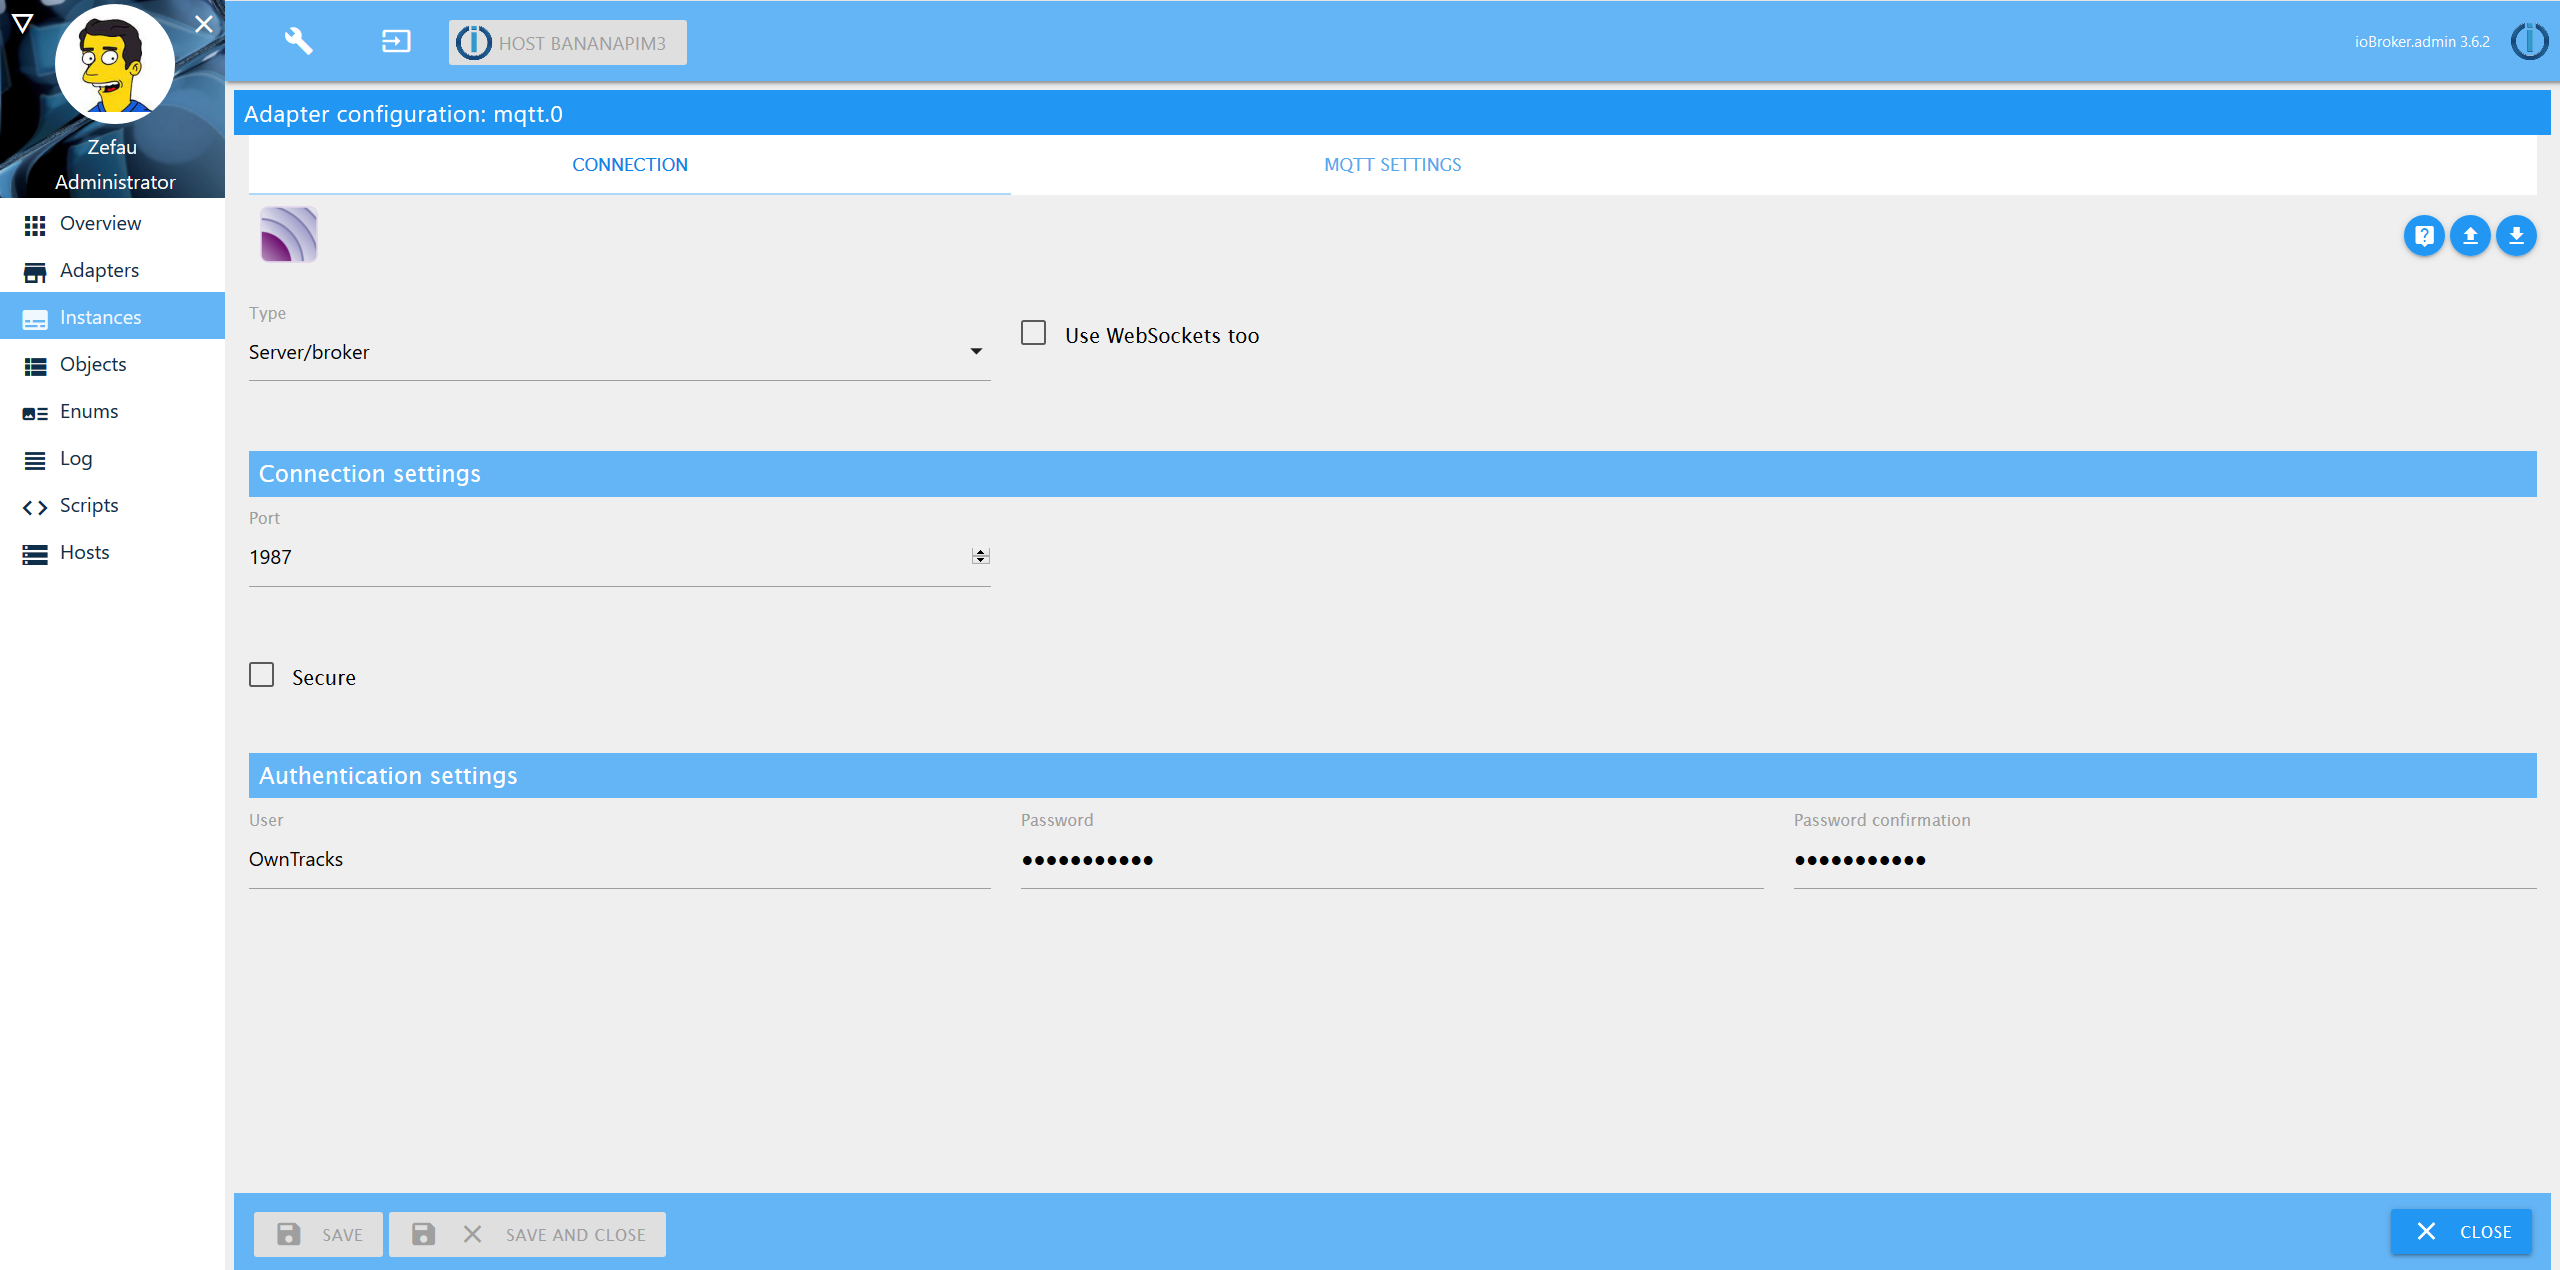 HOST BANANAPIM3
ioBroker.admin 3.6.2
Zefau
Administrator
Overview
Adapters
Instances
Objects
Enums
Log
Scripts
Hosts
Adapter configuration: mqtt.0
CONNECTION
MQTT SETTINGS
Type
Server/broker
Use WebSockets too
Connection settings
Port
1987
Secure
Authentication settings
User
Password
Password confirmation
OwnTracks
•••••••••••
•••••••••••
SAVE
SAVE AND CLOSE
CLOSE